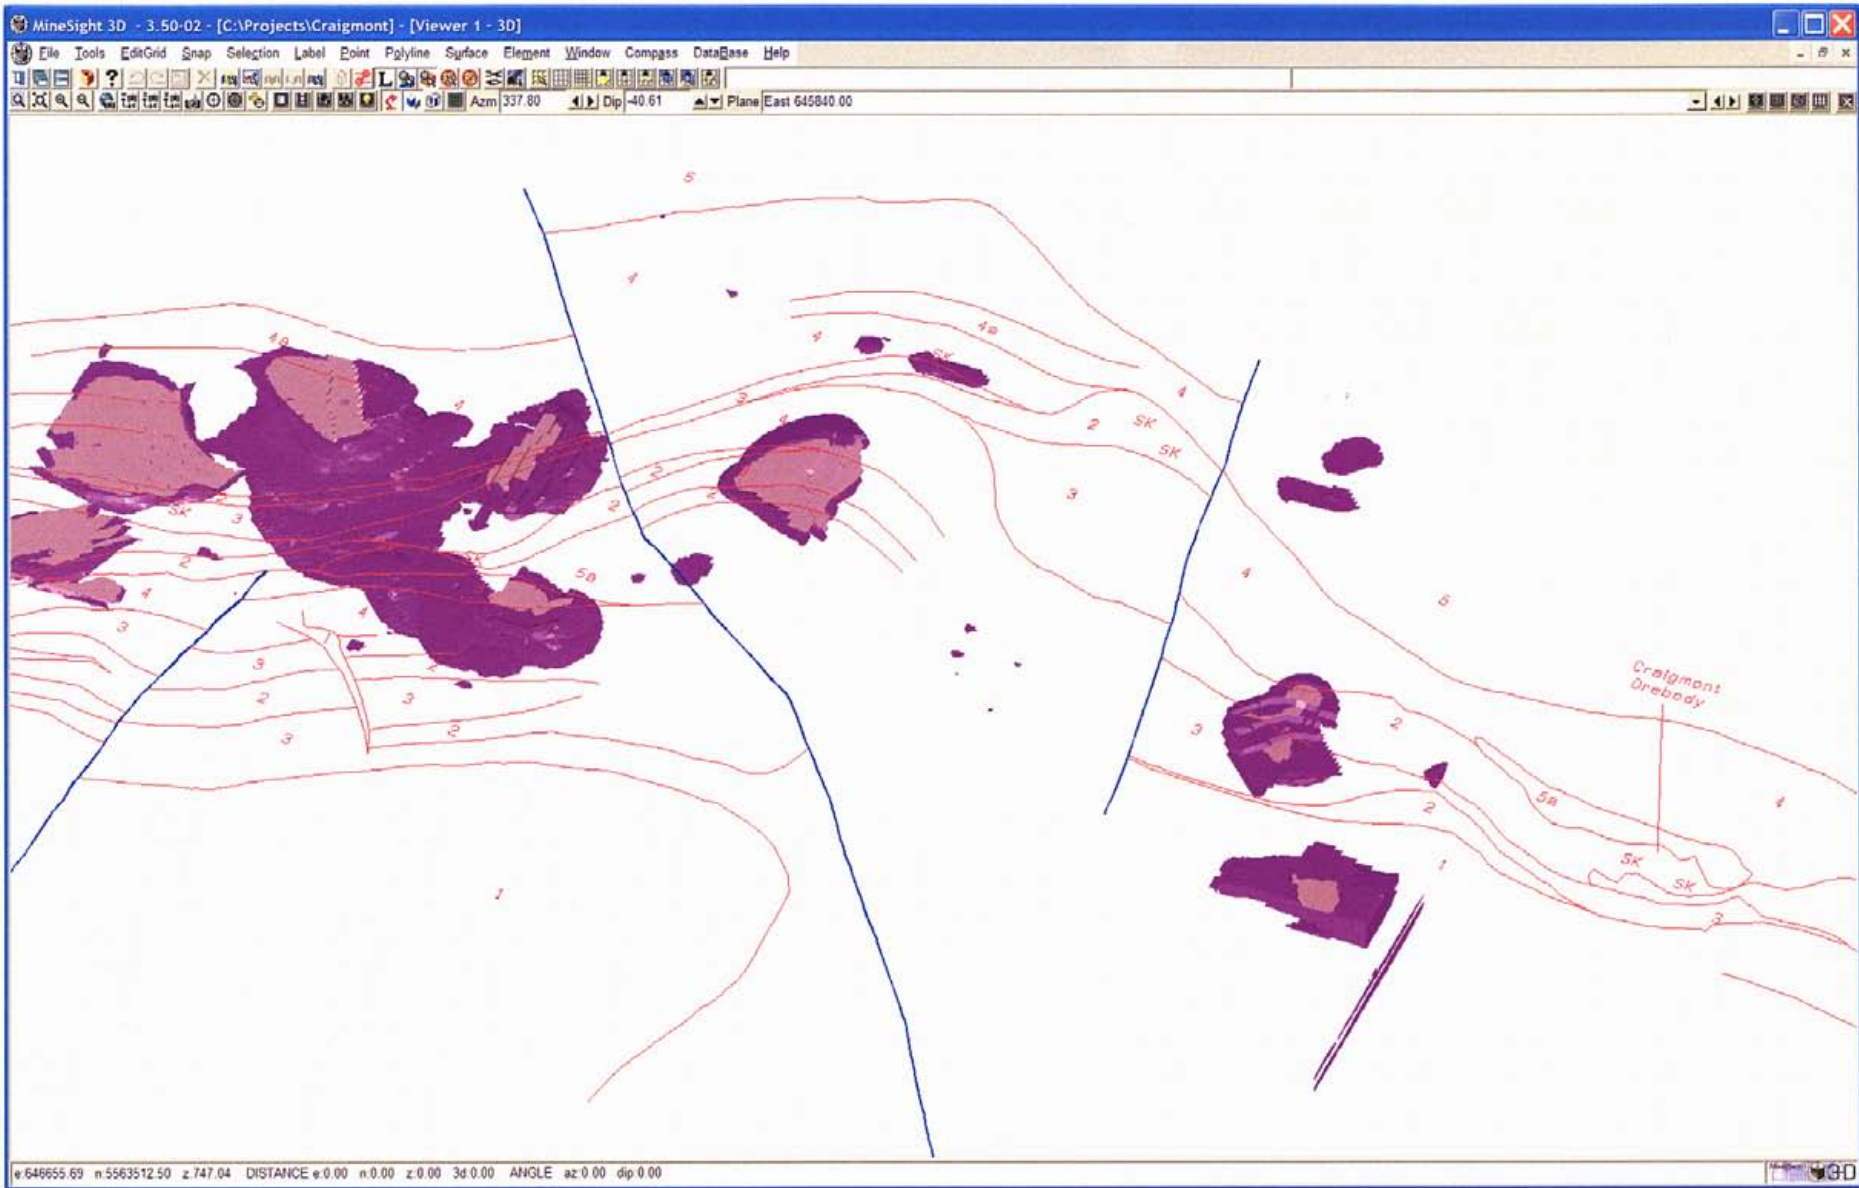 MineSight 3D - 3.50-02 - [C:\Projects\Craigmont] - [Viewer 1 - 3D]
File Tools EditGrid Snap Selection Label Point Polyline Surface Element Window Compass DataBase Help
Azm 337.80 Dip -40.61 Plane East 645840.00
5
4
4a
4
SK
4a
4
3
4
2
SK
SK
4
2
2
2
3
SK
3
2
SK
5a
4
4
6
4
3
3
2
3
2
3
2
3
2
Craigmont
Orebody
5a
4
2
1
SK
SK
3
1
e:646655.69 n:5563512.50 z:747.04 DISTANCE e:0.00 n:0.00 z:0.00 3d:0.00 ANGLE az:0.00 dip:0.00
3-D